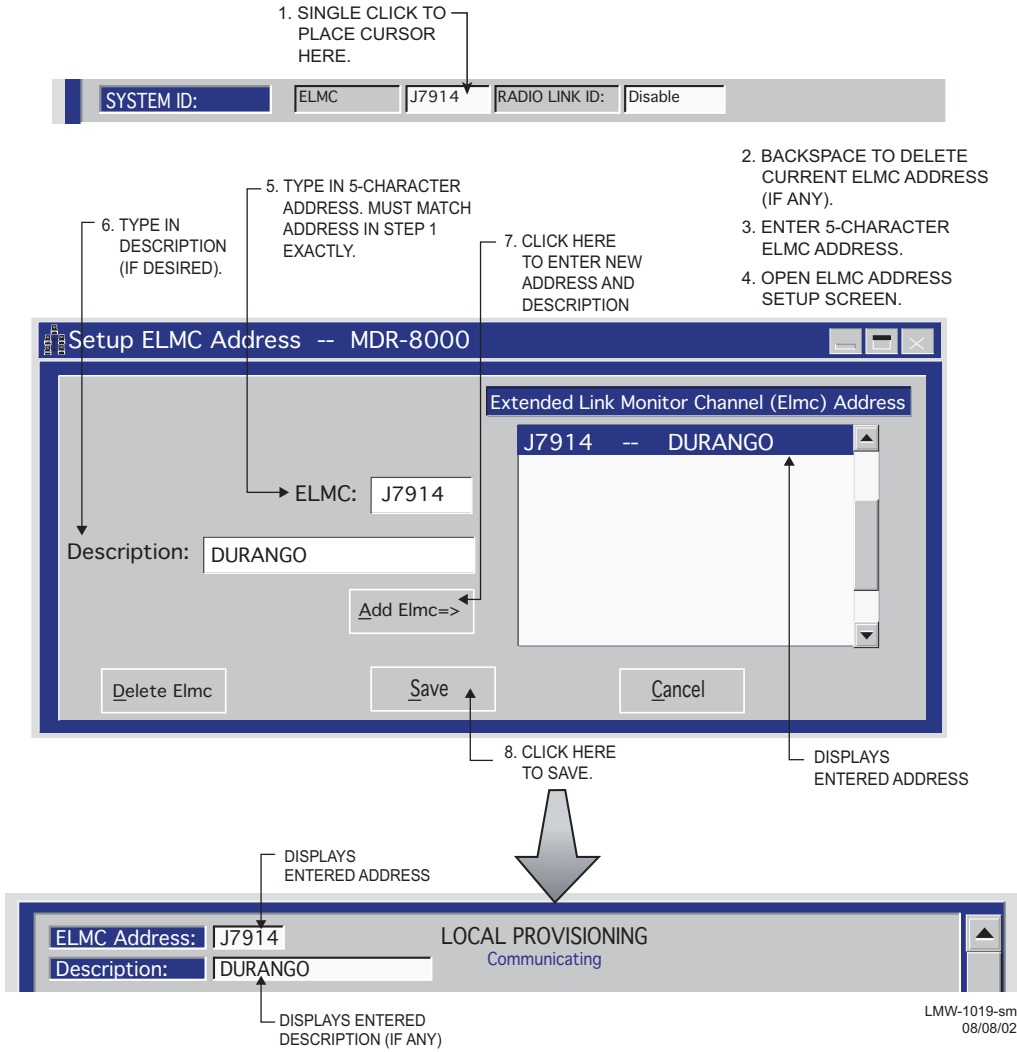 1. SINGLE CLICK TO
PLACE CURSOR
HERE.
SYSTEM ID:
ELMC
J7914
RADIO LINK ID:
Disable
2. BACKSPACE TO DELETE
CURRENT ELMC ADDRESS
(IF ANY).
3. ENTER 5-CHARACTER
ELMC ADDRESS.
4. OPEN ELMC ADDRESS
SETUP SCREEN.
5. TYPE IN 5-CHARACTER
ADDRESS. MUST MATCH
ADDRESS IN STEP 1
EXACTLY.
6. TYPE IN
DESCRIPTION
(IF DESIRED).
7. CLICK HERE
TO ENTER NEW
ADDRESS AND
DESCRIPTION
Setup ELMC Address -- MDR-8000
Extended Link Monitor Channel (Elmc) Address
J7914 -- DURANGO
ELMC: J7914
Description: DURANGO
Add Elmc=>
Delete Elmc
Save
Cancel
8. CLICK HERE
TO SAVE.
DISPLAYS
ENTERED ADDRESS
DISPLAYS
ENTERED ADDRESS
ELMC Address: J7914
LOCAL PROVISIONING
Communicating
Description: DURANGO
DISPLAYS ENTERED
DESCRIPTION (IF ANY)
LMW-1019-sm
08/08/02